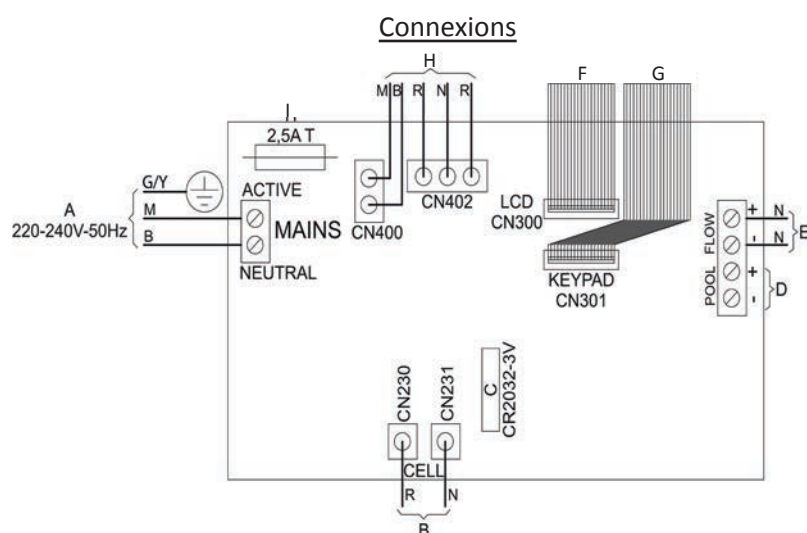 Connexions
H
F
G
M B R N R
I.
2,5A T
G/Y
ACTIVE
A
220-240V-50Hz
M
MAINS
B
NEUTRAL
CN400
CN402
LCD
CN300
KEYPAD
CN301
FLOW
POOL
+ N
- N
E
+
-
D
CN230
CN231
C
CR2032-3V
CELL
R N
B